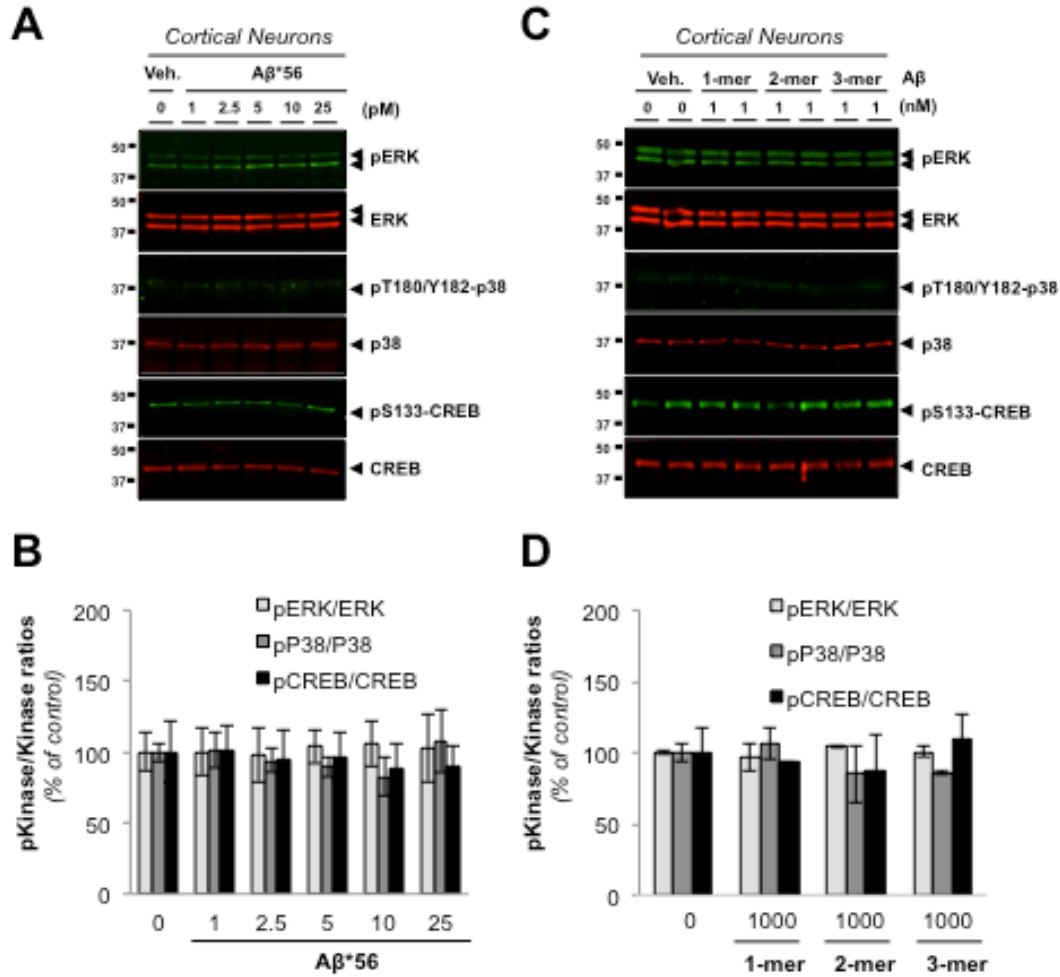 A
Cortical Neurons
Veh. Aβ*56
0 1 2.5 5 10 25 (pM)
50
37
pERK
50
37
ERK
37
pT180/Y182-p38
37
p38
50
37
pS133-CREB
50
37
CREB
C
Cortical Neurons
Veh. 1-mer 2-mer 3-mer Aβ
0 0 1 1 1 1 1 1 (nM)
50
37
pERK
50
37
ERK
37
pT180/Y182-p38
37
p38
50
37
pS133-CREB
50
37
CREB
B
pKinase/Kinase ratios
(% of control)
200
150
100
50
0
pERK/ERK
pP38/P38
pCREB/CREB
0 1 2.5 5 10 25
Aβ*56
D
pKinase/Kinase ratios
(% of control)
200
150
100
50
0
pERK/ERK
pP38/P38
pCREB/CREB
0 1000 1000 1000
1-mer 2-mer 3-mer